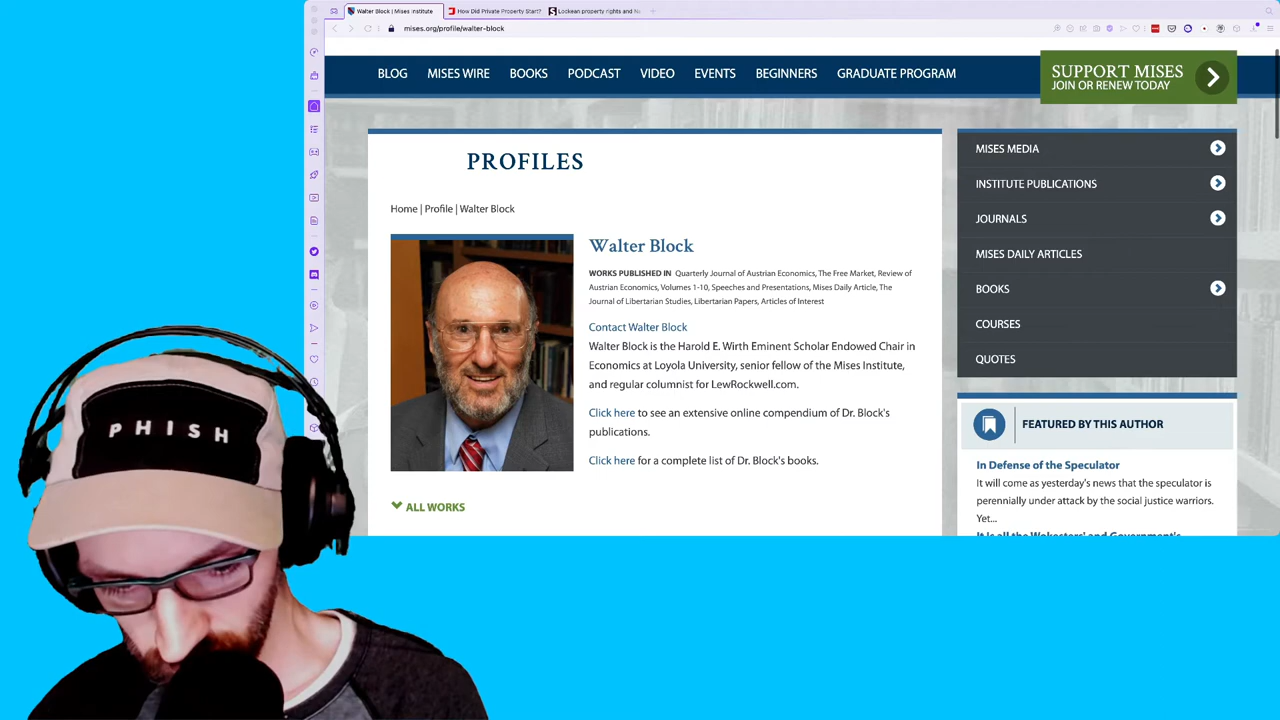 Walter Block | Mises Institute
How Did Private Property Start?
Lockean property rights and N
mises.org/profile/walter-block
BLOG
MISES WIRE
BOOKS
PODCAST
VIDEO
EVENTS
BEGINNERS
GRADUATE PROGRAM
SUPPORT MISES
JOIN OR RENEW TODAY
PROFILES
Home | Profile | Walter Block
Walter Block
WORKS PUBLISHED IN Quarterly Journal of Austrian Economics, The Free Market, Review of
Austrian Economics, Volumes 1-10, Speeches and Presentations, Mises Daily Article, The
Journal of Libertarian Studies, Libertarian Papers, Articles of Interest
Contact Walter Block
Walter Block is the Harold E. Wirth Eminent Scholar Endowed Chair in
Economics at Loyola University, senior fellow of the Mises Institute,
and regular columnist for LewRockwell.com.
Click here to see an extensive online compendium of Dr. Block's
publications.
Click here for a complete list of Dr. Block's books.
ALL WORKS
MISES MEDIA
INSTITUTE PUBLICATIONS
JOURNALS
MISES DAILY ARTICLES
BOOKS
COURSES
QUOTES
FEATURED BY THIS AUTHOR
In Defense of the Speculator
It will come as yesterday's news that the speculator is
perennially under attack by the social justice warriors.
Yet...
It is all the Wokesters' and Government's
PHISH